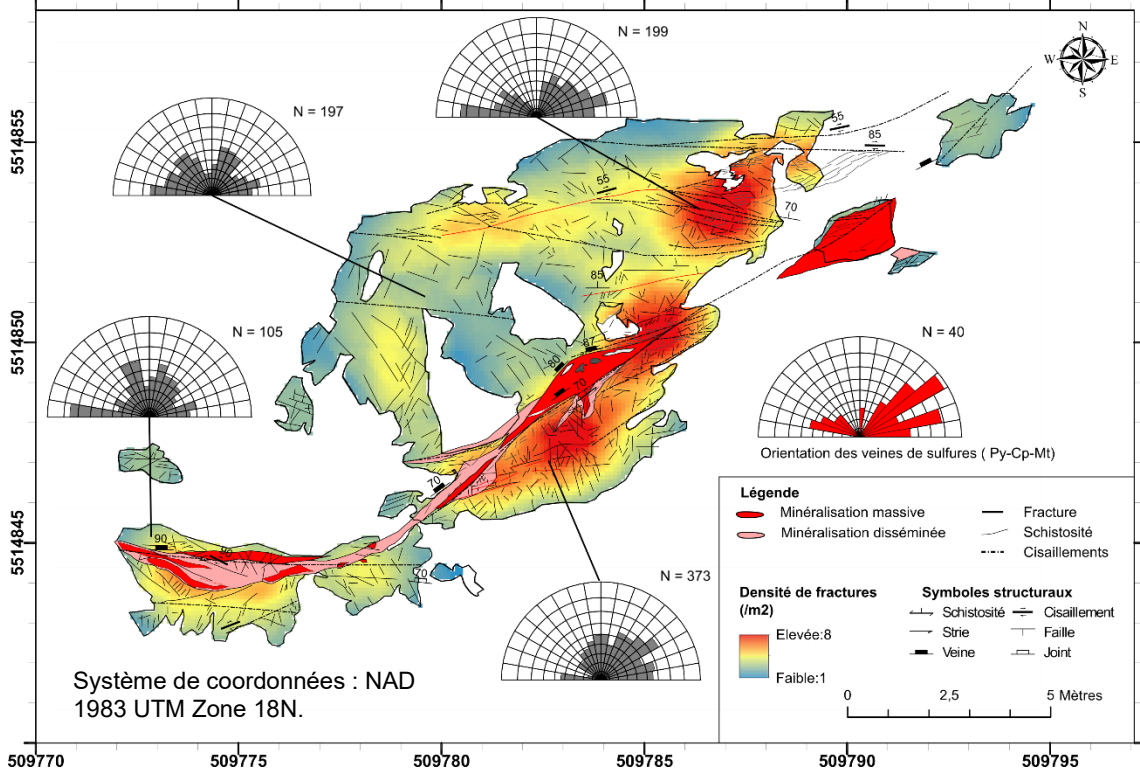 N = 199
N
W E
S
N = 197
55
85
5514855
55
70
85
5514850
N = 105
87
80
70
N = 40
Orientation des veines de sulfures ( Py-Cp-Mt)
70
Légende
Minéralisation massive
Minéralisation disséminée
Fracture
Schistosité
Cisaillements
5514845
90
90
70
N = 373
Densité de fractures
(/m2)
Elevée:8
Faible:1
Symboles structuraux
Schistosité
Cisaillement
Strie
Faille
Veine
Joint
0 2,5 5 Mètres
Système de coordonnées : NAD
1983 UTM Zone 18N.
509770 509775 509780 509785 509790 509795